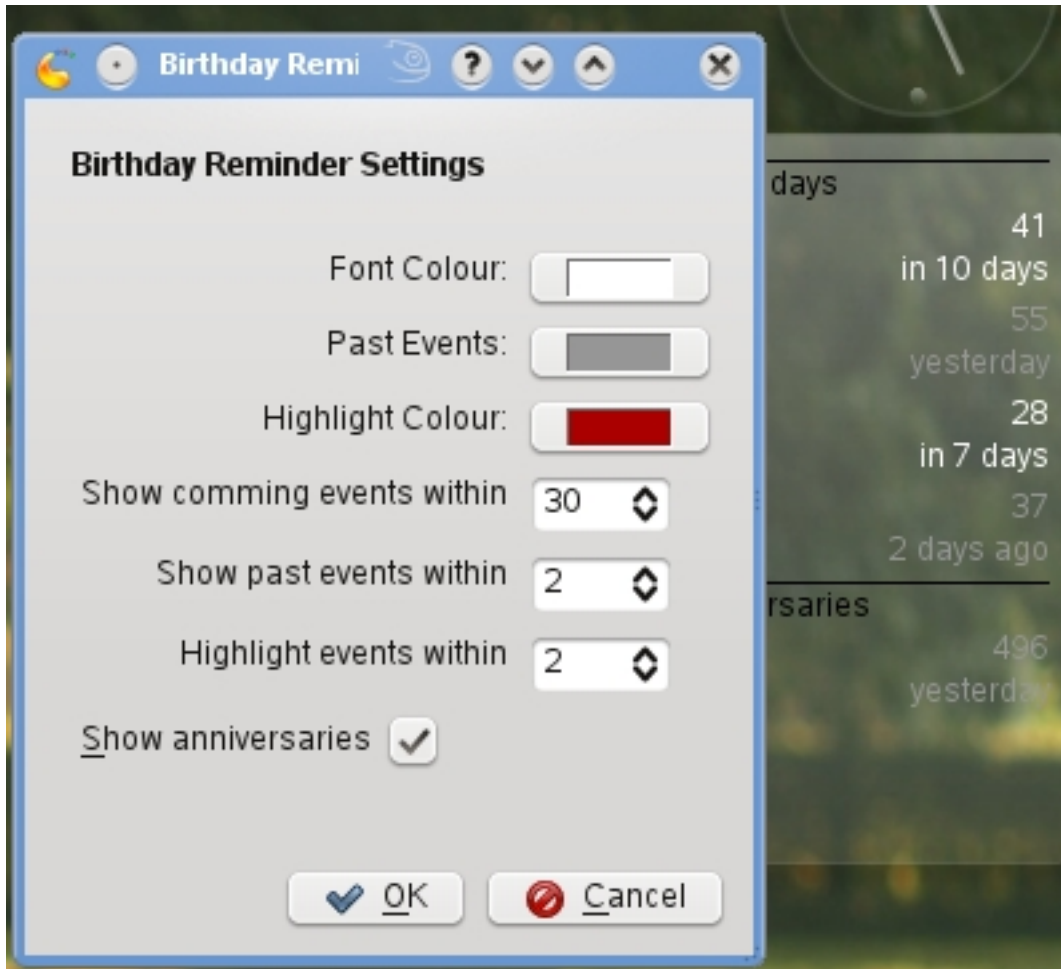 Birthday Remi
Birthday Reminder Settings
Font Colour:
Past Events:
Highlight Colour:
Show comming events within 30
Show past events within 2
Highlight events within 2
Show anniversaries
OK Cancel
days
41
in 10 days
55
yesterday
28
in 7 days
37
2 days ago
rsaries
496
yesterday